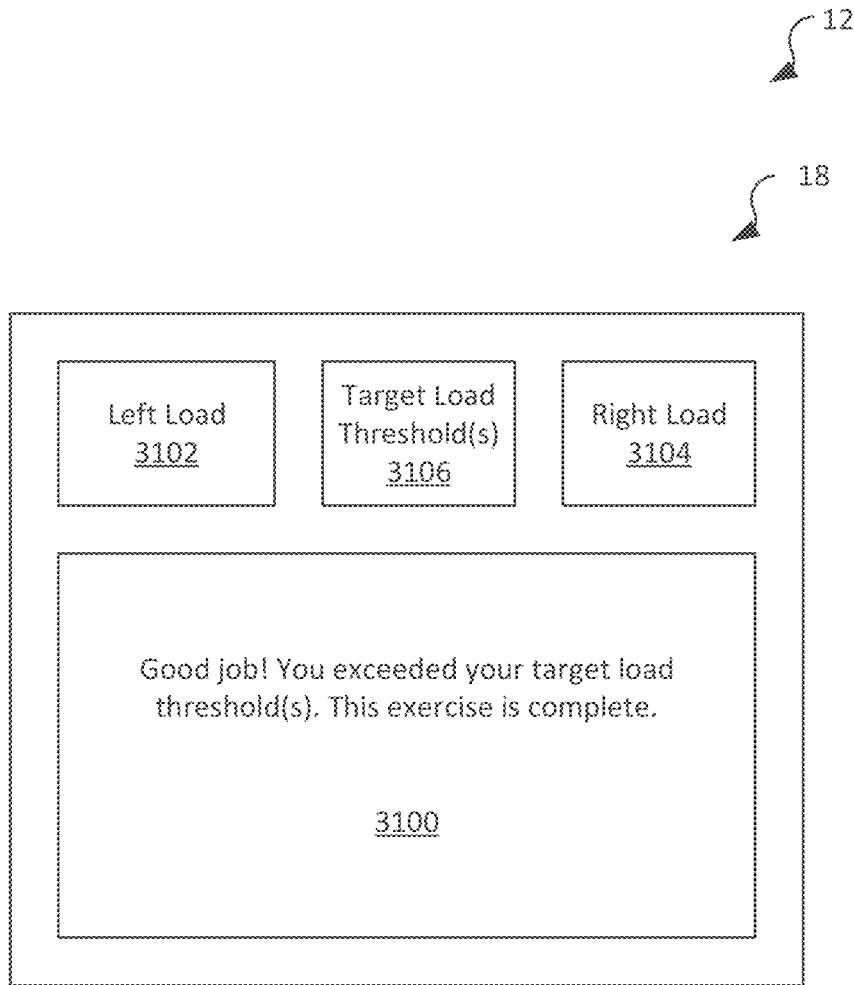 12
18
Left Load
3102
Target Load
Threshold(s)
3106
Right Load
3104
Good job! You exceeded your target load
threshold(s). This exercise is complete.
3100